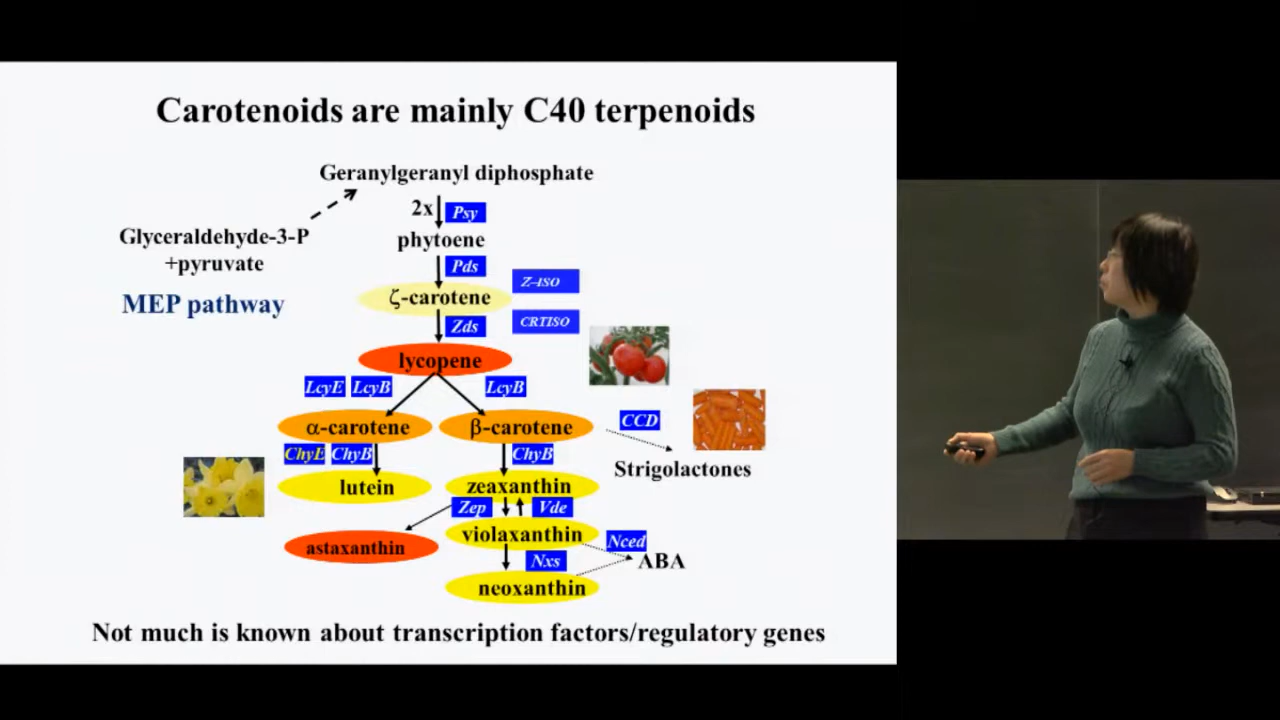 Carotenoids are mainly C40 terpenoids
Geranylgeranyl diphosphate
2x
Psy
Glyceraldehyde-3-P
+pyruvate
phytoene
Pds
MEP pathway
ζ-carotene
Z-ISO
Zds
CRTISO
lycopene
LcyE LcyB
LcyB
α-carotene
β-carotene
CCD
ChyE ChyB
ChyB
Strigolactones
lutein
zeaxanthin
Zep
Vde
astaxanthin
violaxanthin
Nced
Nxs
ABA
neoxanthin
Not much is known about transcription factors/regulatory genes